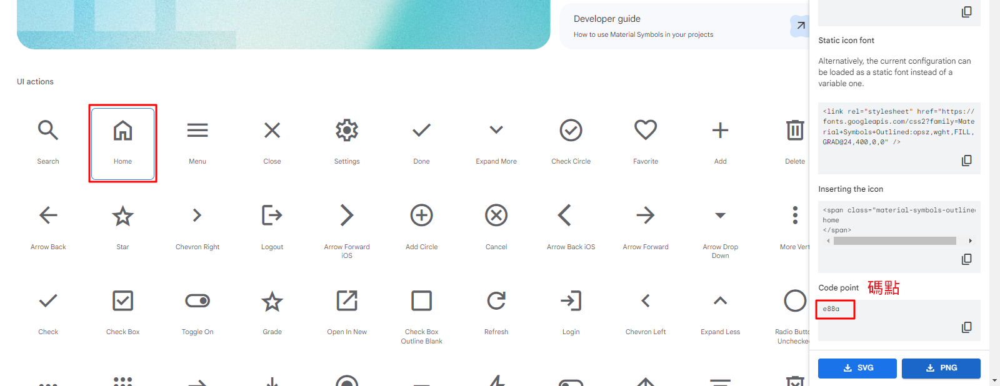 Developer guide
How to use Material Symbols in your projects
UI actions
Search
Home
Menu
Close
Settings
Done
Expand More
Check Circle
Favorite
Add
Delete
Arrow Back
Star
Chevron Right
Logout
Arrow Forward
iOS
Add Circle
Cancel
Arrow Back iOS
Arrow Forward
Arrow Drop
Down
More Vert
Check
Check Box
Toggle On
Grade
Open In New
Check Box
Outline Blank
Refresh
Login
Chevron Left
Expand Less
Radio Butto
Unchecked
Static icon font
Alternatively, the current configuration can
be loaded as a static font instead of a
variable one.
<link rel="stylesheet" href="https://
fonts.googleapis.com/css2?family=Mate
rial+Symbols+Outlined:opsz,wght,FILL,
GRAD@24,400,0,0" />
Inserting the icon
<span class="material-symbols-outlined
home
</span>
Code point 碼點
e88a
SVG
PNG